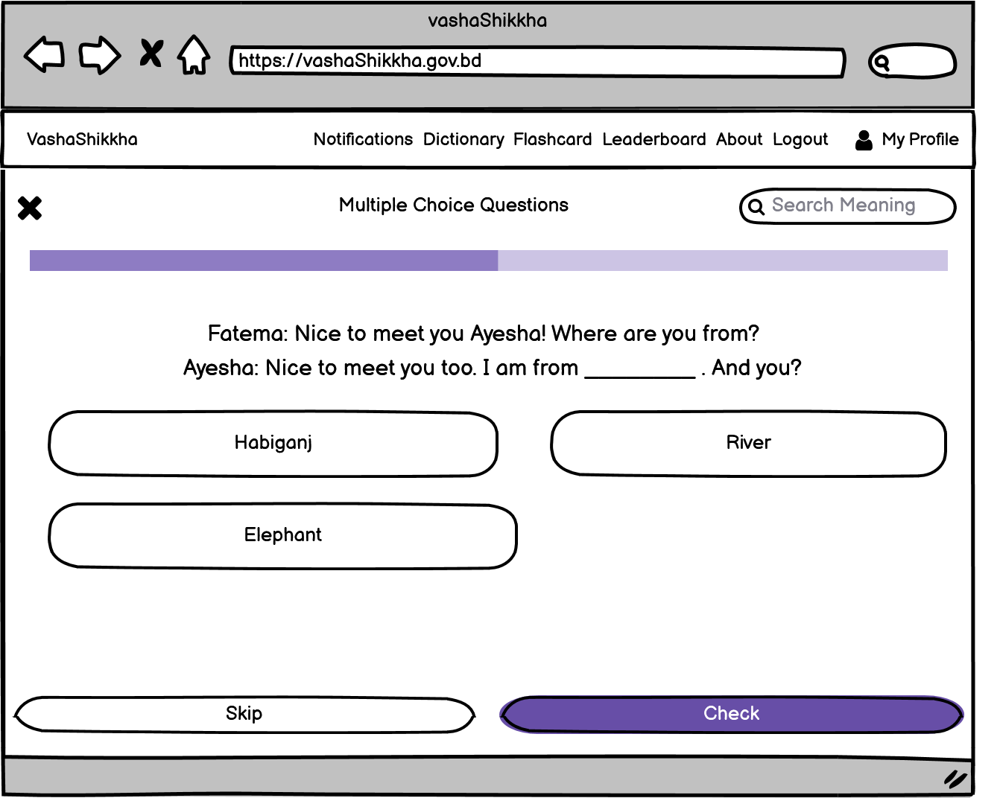 vashaShikkha
https://vashaShikkha.gov.bd
VashaShikkha Notifications Dictionary Flashcard Leaderboard About Logout My Profile
Multiple Choice Questions
Search Meaning
Fatema: Nice to meet you Ayesha! Where are you from?
Ayesha: Nice to meet you too. I am from __________ . And you?
Habiganj
River
Elephant
Skip
Check